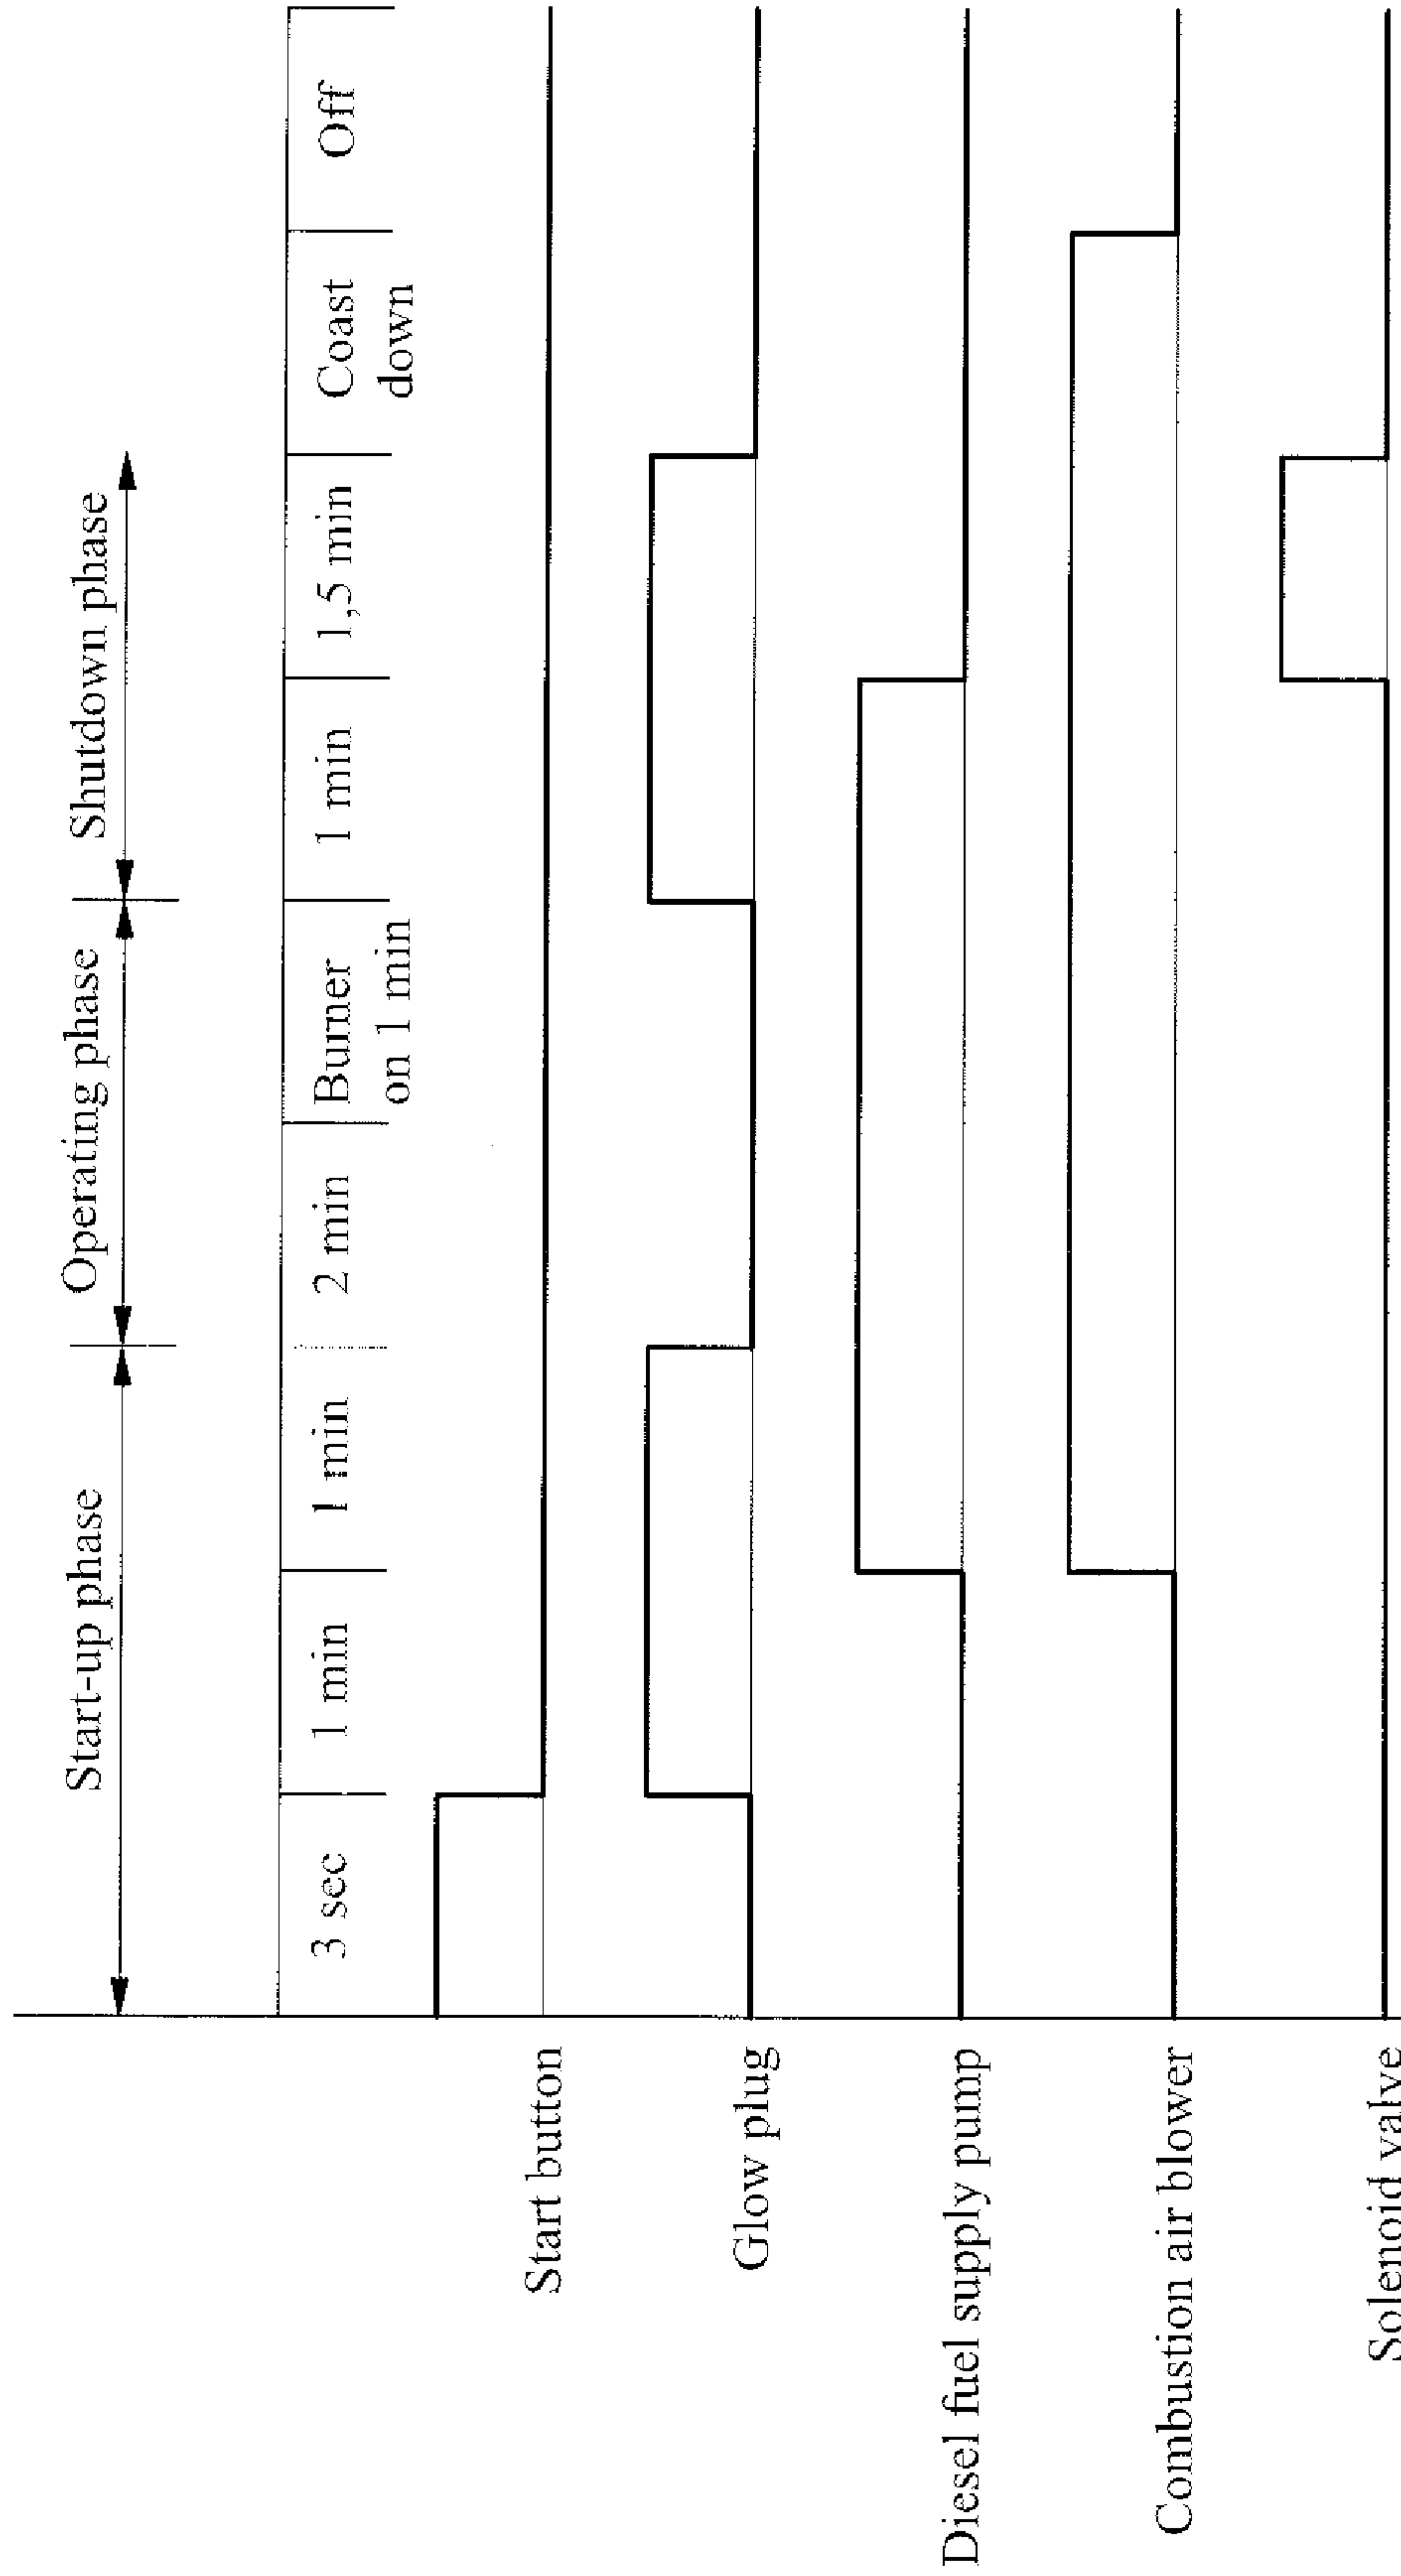 Start-up phase
Operating phase
Shutdown phase
3 sec
1 min
1 min
2 min
Burner
on 1 min
1 min
1,5 min
Coast
down
Off
Start button
Glow plug
Diesel fuel supply pump
Combustion air blower
Solenoid valve